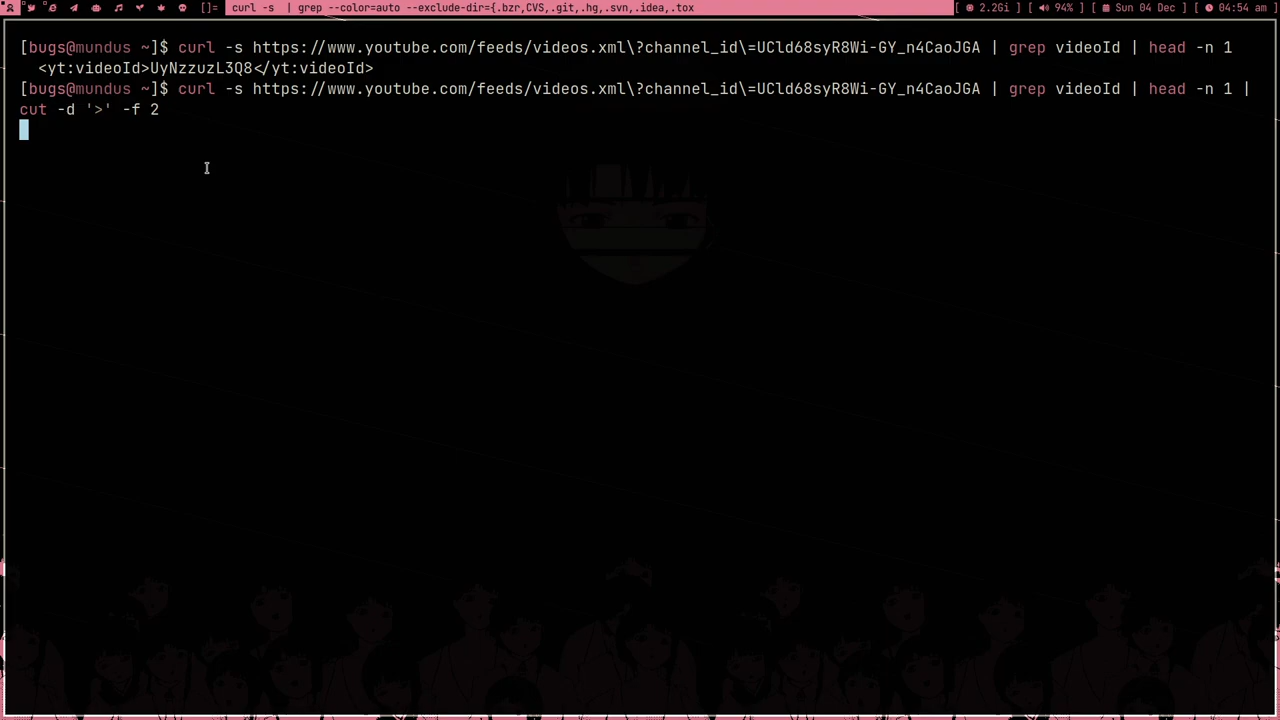 []= curl -s | grep --color=auto --exclude-dir={.bzr,CVS,.git,.hg,.svn,.idea,.tox [ 2.2Gi ] [ 94% ] [ Sun 04 Dec ] [ 04:54 am ]
[bugs@mundus ~]$ curl -s https://www.youtube.com/feeds/videos.xml\?channel_id\=UCld68syR8Wi-GY_n4CaoJGA | grep videoId | head -n 1
<yt:videoId>UyNzzuzL3Q8</yt:videoId>
[bugs@mundus ~]$ curl -s https://www.youtube.com/feeds/videos.xml\?channel_id\=UCld68syR8Wi-GY_n4CaoJGA | grep videoId | head -n 1 |
cut -d '>' -f 2